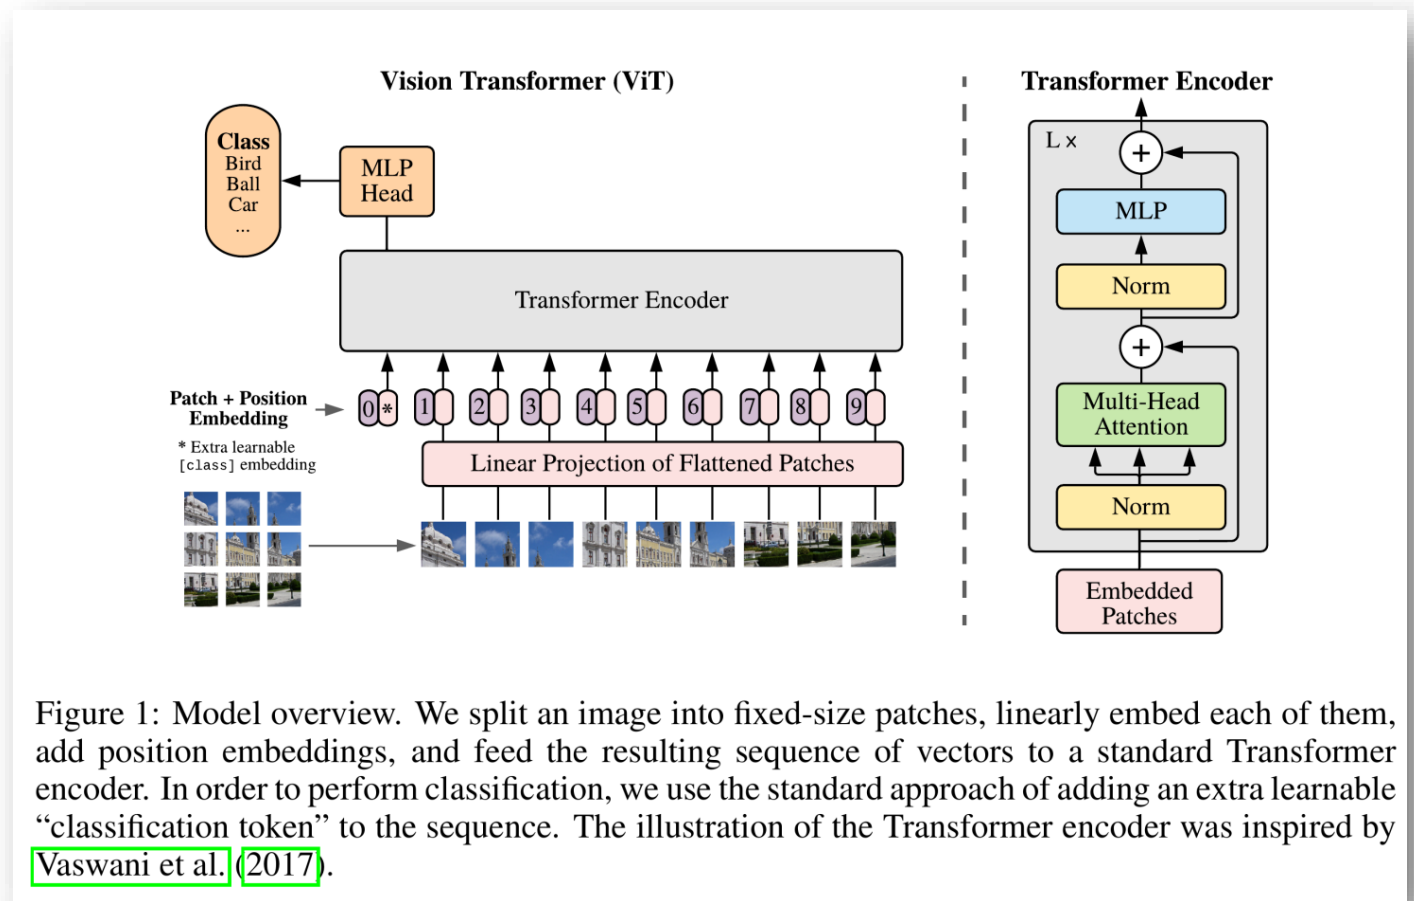 Vision Transformer (ViT)
Class
Bird
Ball
Car
...
MLP
Head
Transformer Encoder
Patch + Position
Embedding
0 * 1 2 3 4 5 6 7 8 9
* Extra learnable
[class] embedding
Linear Projection of Flattened Patches
Transformer Encoder
L ×
+
MLP
Norm
+
Multi-Head
Attention
Norm
Embedded
Patches
Figure 1: Model overview. We split an image into fixed-size patches, linearly embed each of them,
add position embeddings, and feed the resulting sequence of vectors to a standard Transformer
encoder. In order to perform classification, we use the standard approach of adding an extra learnable
“classification token” to the sequence. The illustration of the Transformer encoder was inspired by
Vaswani et al. (2017).